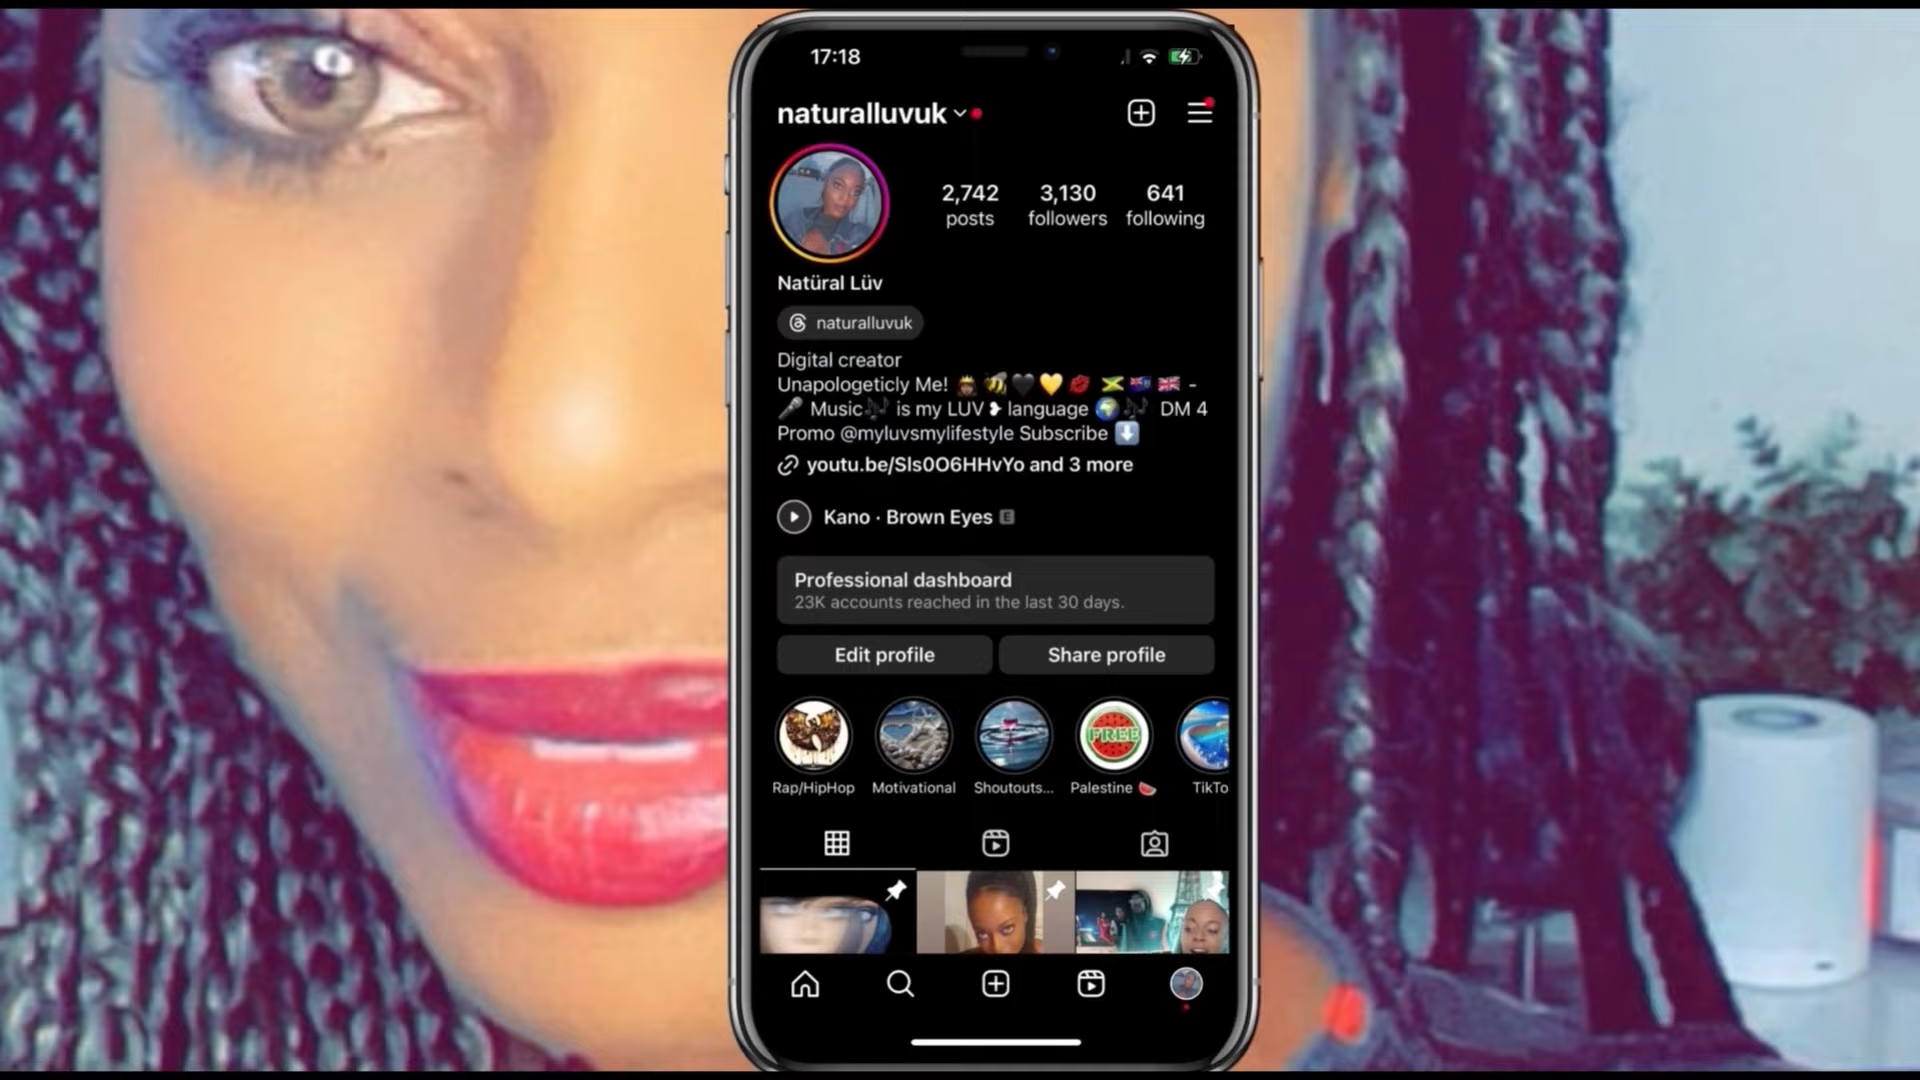 17:18
naturalluvuk
2,742 3,130 641
posts followers following
Natüral Lüv
naturalluvuk
Digital creator
Unapologeticly Me! 👸🏾 🐝 🖤 💛 💋 🇯🇲 🇲🇸 🇬🇧 -
🎤 Music🎶 is my LUV ❥ language 🌍🎶 DM 4
Promo @myluvsmylifestyle Subscribe ⬇️
youtu.be/Sls0O6HHvYo and 3 more
Kano · Brown Eyes E
Professional dashboard
23K accounts reached in the last 30 days.
Edit profile Share profile
FREE
Rap/HipHop Motivational Shoutouts... Palestine 🍉 TikTo